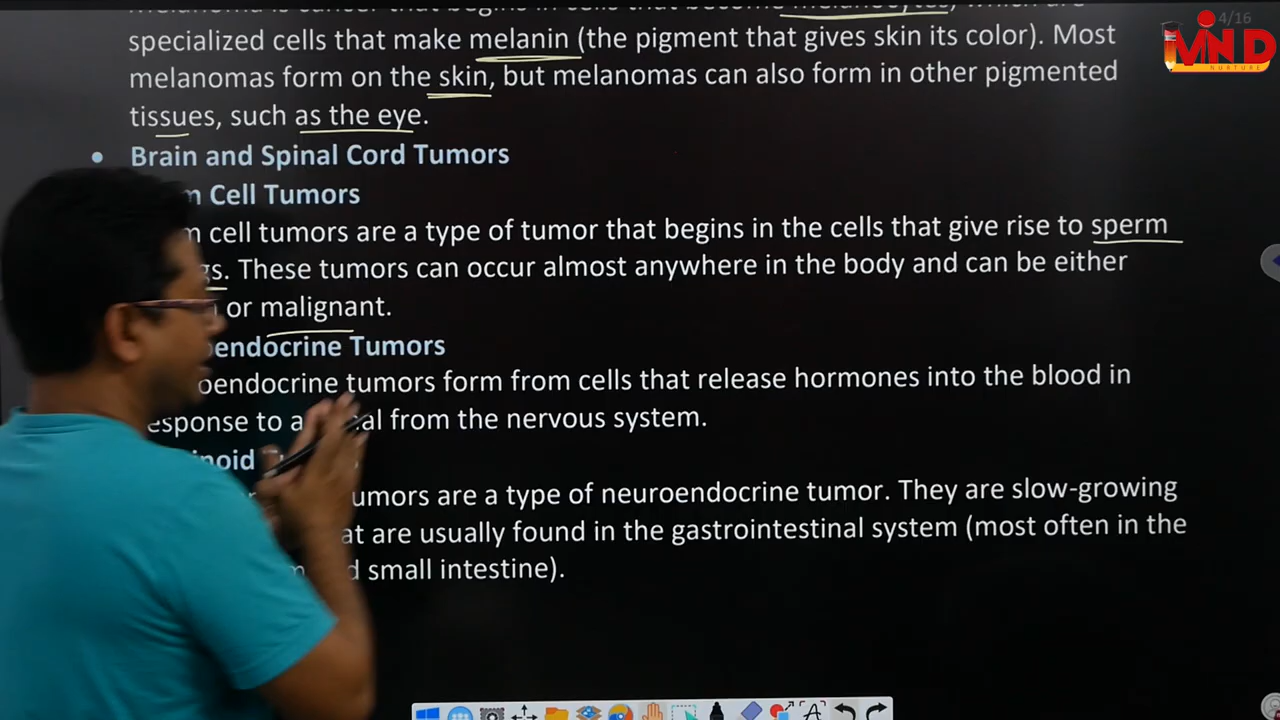 specialized cells that make melanin (the pigment that gives skin its color). Most
melanomas form on the skin, but melanomas can also form in other pigmented
tissues, such as the eye.
• Brain and Spinal Cord Tumors
Cell Tumors
cell tumors are a type of tumor that begins in the cells that give rise to sperm
These tumors can occur almost anywhere in the body and can be either
or malignant.
endocrine Tumors
oendocrine tumors form from cells that release hormones into the blood in
esponse to a from the nervous system.
inoid
umors are a type of neuroendocrine tumor. They are slow-growing
at are usually found in the gastrointestinal system (most often in the
small intestine).
4/16
MND
NURTURE